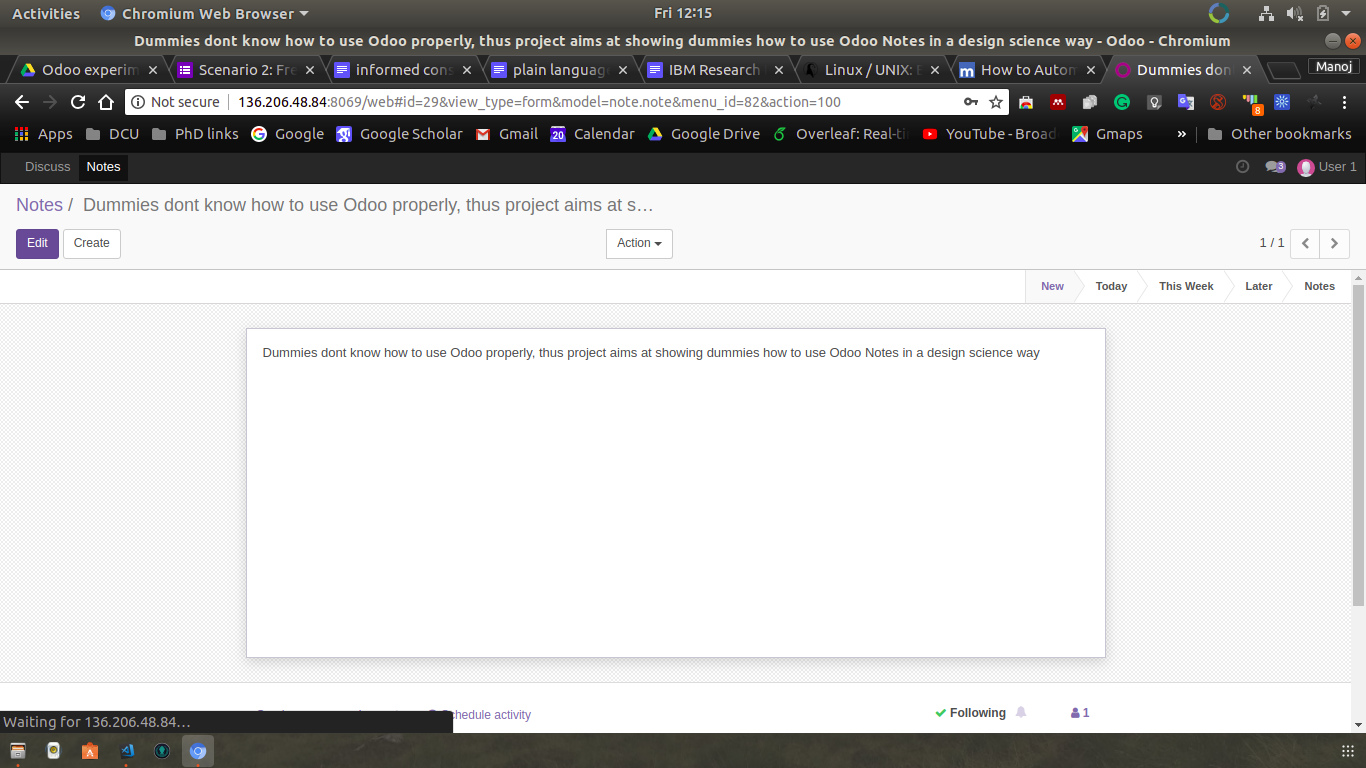 Activities Chromium Web Browser Fri 12:15
Dummies dont know how to use Odoo properly, thus project aims at showing dummes how to use Odoo Notes in a design science way - Odoo - Chromium
Odoo experim Scenario 2: Fre informed cons plain language IBM Research Linux / UNIX: How to Autom Dummies don Manoj
Not secure 136.206.48.84:8069/web#id=29&view_type=form&model=note.note&menu_id=82&action=100
8
Apps DCU PhD links Google Google Scholar Gmail 20 Calendar Google Drive Overleaf: Real-ti YouTube - Broad Gmaps » Other bookmarks
Discuss Notes 3 User 1
Notes / Dummies dont know how to use Odoo properly, thus project aims at s…
Edit Create Action 1 / 1
New Today This Week Later Notes
Dummies dont know how to use Odoo properly, thus project aims at showing dummies how to use Odoo Notes in a design science way
Schedule activity Following 1
Waiting for 136.206.48.84…